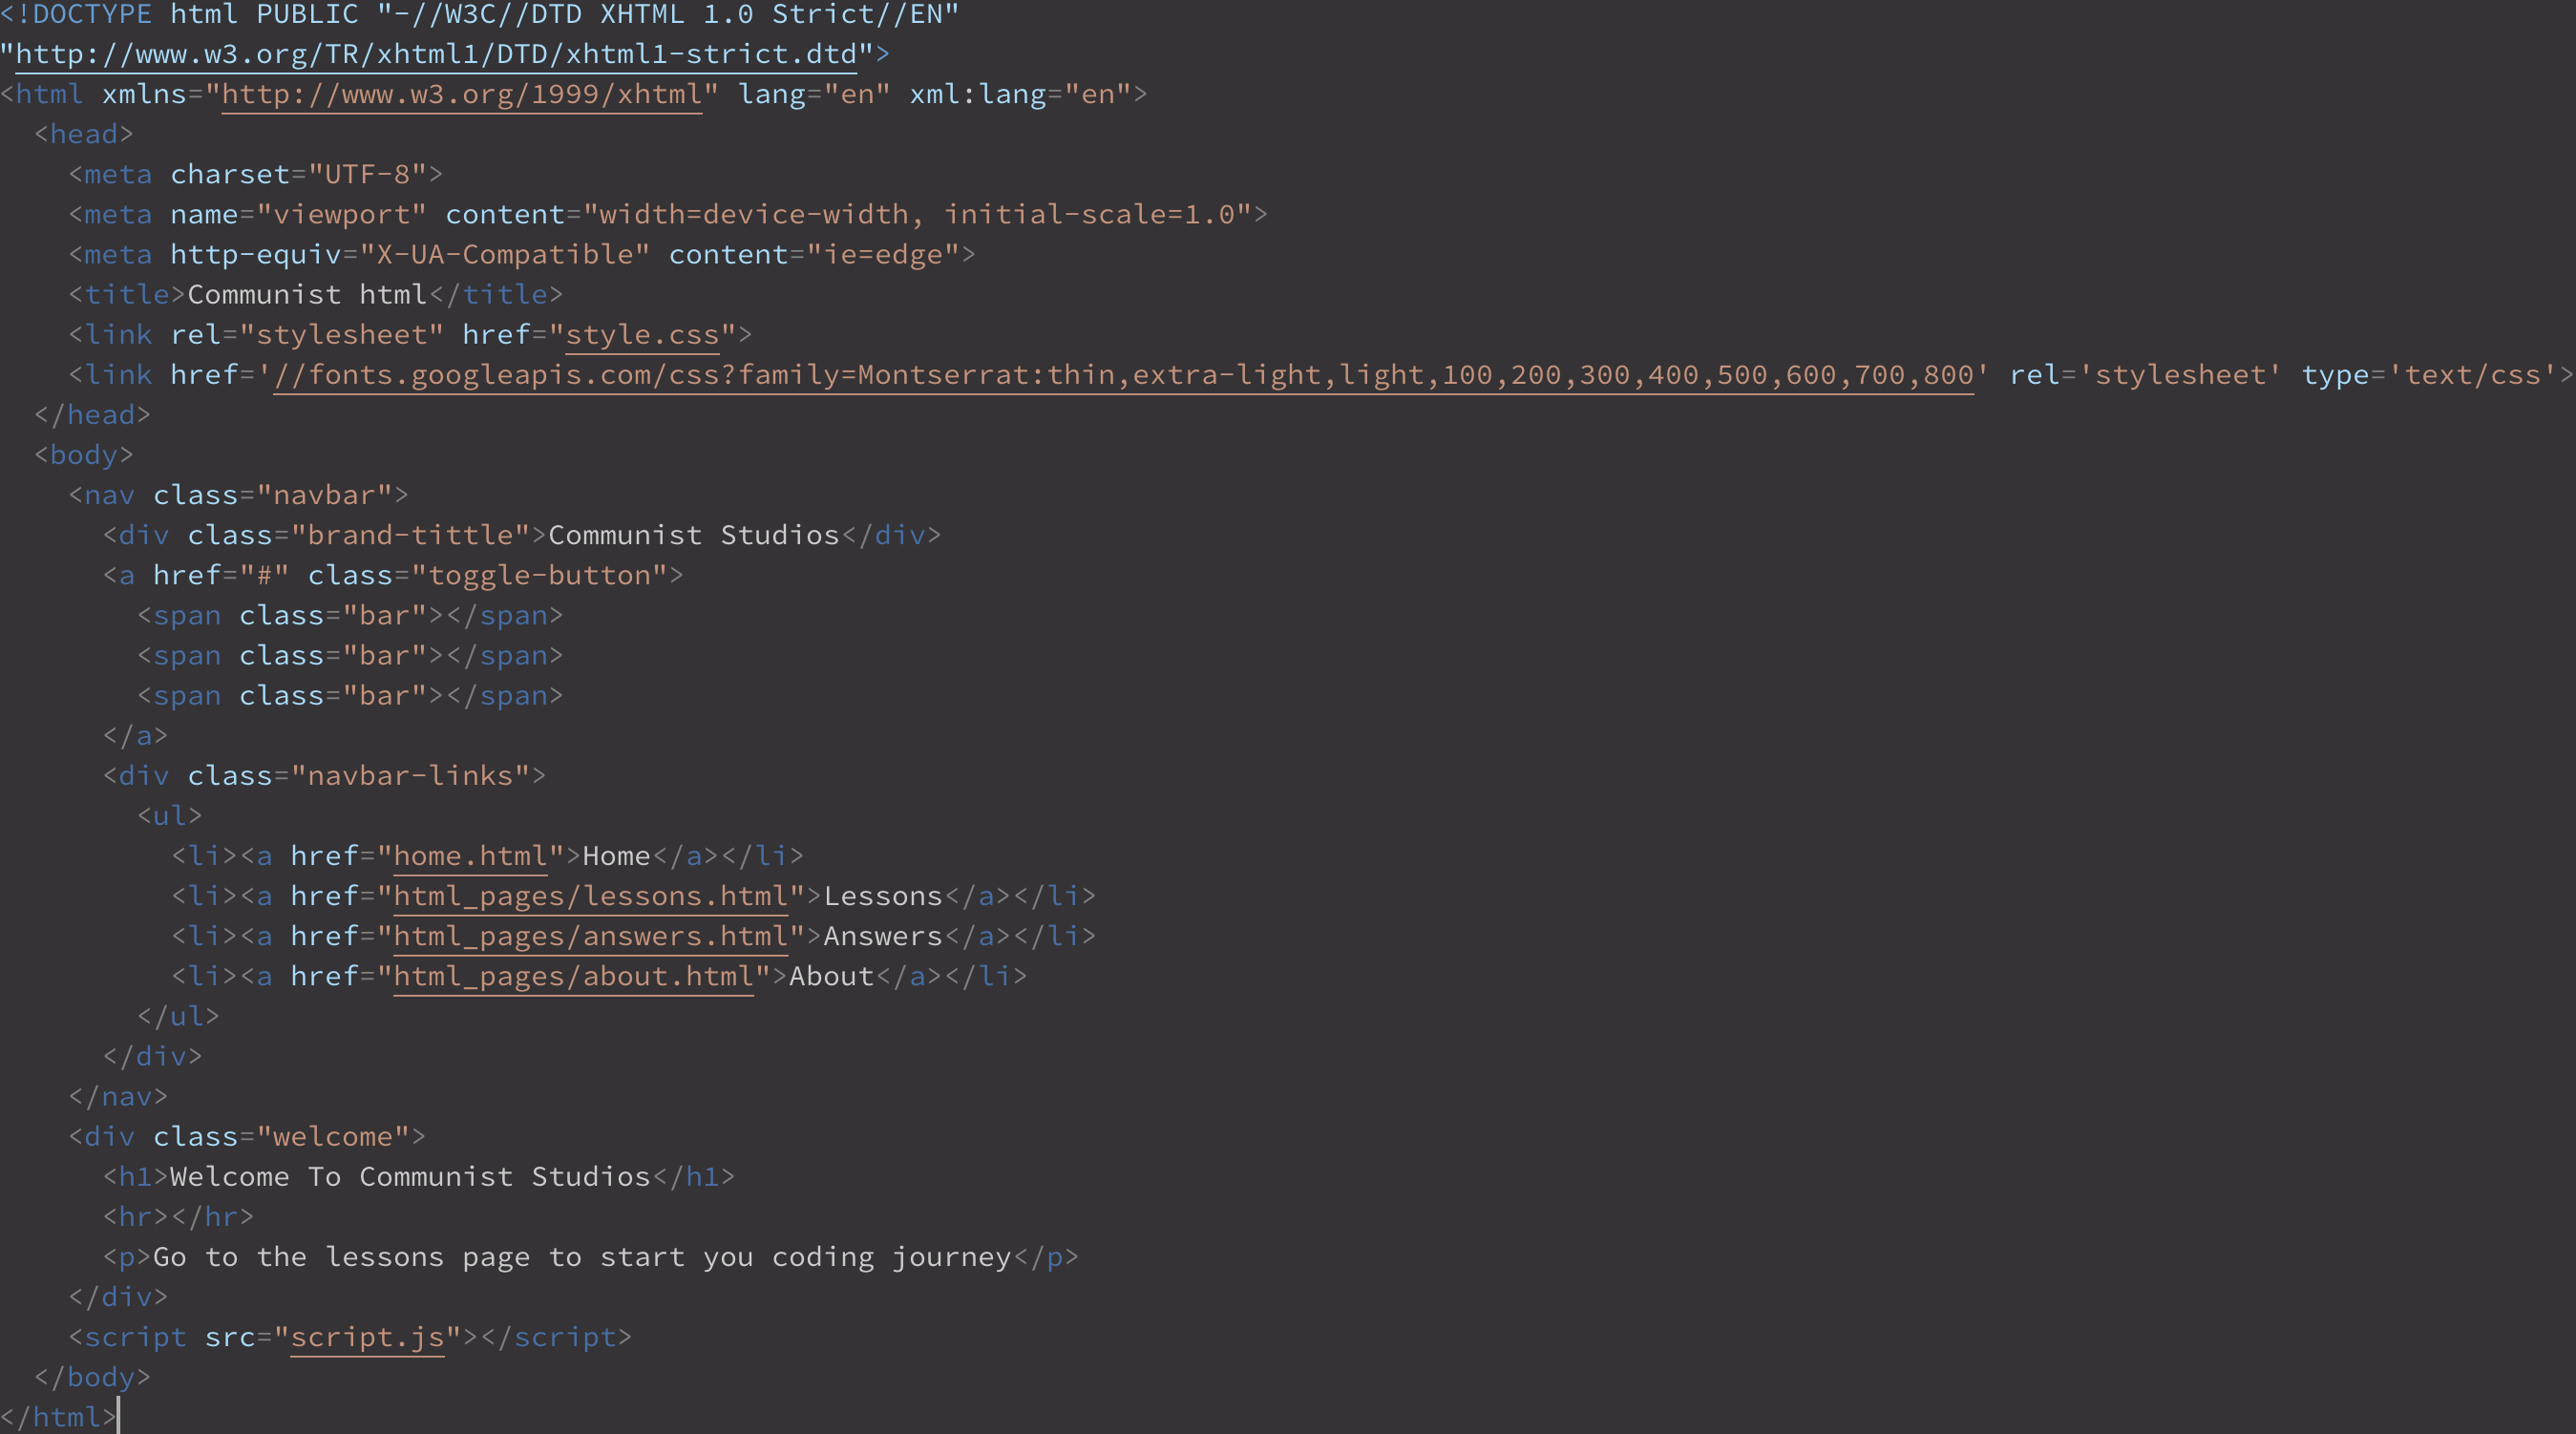 <!DOCTYPE html PUBLIC "-//W3C//DTD XHTML 1.0 Strict//EN"
"http://www.w3.org/TR/xhtml1/DTD/xhtml1-strict.dtd">
<html xmlns="http://www.w3.org/1999/xhtml" lang="en" xml:lang="en">
  <head>
    <meta charset="UTF-8">
    <meta name="viewport" content="width=device-width, initial-scale=1.0">
    <meta http-equiv="X-UA-Compatible" content="ie=edge">
    <title>Communist html</title>
    <link rel="stylesheet" href="style.css">
    <link href='//fonts.googleapis.com/css?family=Montserrat:thin,extra-light,light,100,200,300,400,500,600,700,800' rel='stylesheet' type='text/css'>
  </head>
  <body>
    <nav class="navbar">
      <div class="brand-tittle">Communist Studios</div>
      <a href="#" class="toggle-button">
        <span class="bar"></span>
        <span class="bar"></span>
        <span class="bar"></span>
      </a>
      <div class="navbar-links">
        <ul>
          <li><a href="home.html">Home</a></li>
          <li><a href="html_pages/lessons.html">Lessons</a></li>
          <li><a href="html_pages/answers.html">Answers</a></li>
          <li><a href="html_pages/about.html">About</a></li>
        </ul>
      </div>
    </nav>
    <div class="welcome">
      <h1>Welcome To Communist Studios</h1>
      <hr></hr>
      <p>Go to the lessons page to start you coding journey</p>
    </div>
    <script src="script.js"></script>
  </body>
</html>